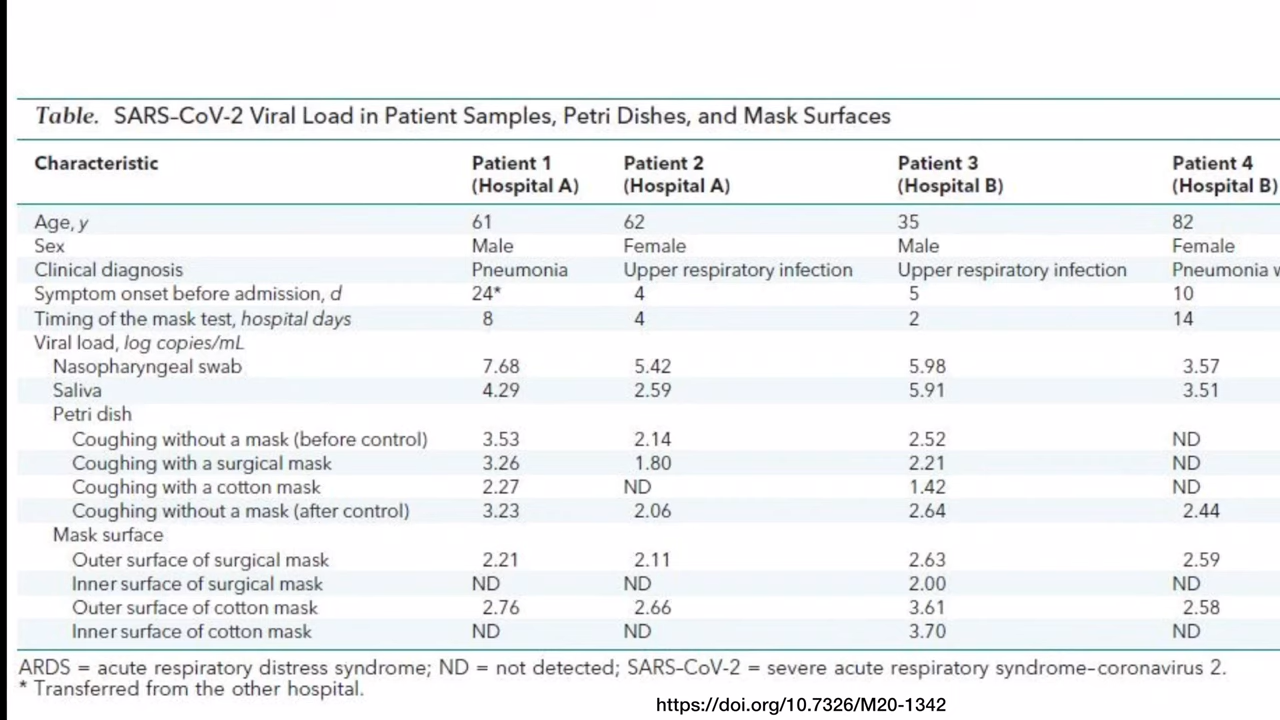 Table. SARS–CoV-2 Viral Load in Patient Samples, Petri Dishes, and Mask Surfaces
Characteristic Patient 1 (Hospital A) Patient 2 (Hospital A) Patient 3 (Hospital B) Patient 4 (Hospital B)
Age, y 61 62 35 82
Sex Male Female Male Female
Clinical diagnosis Pneumonia Upper respiratory infection Upper respiratory infection Pneumonia
Symptom onset before admission, d 24* 4 5 10
Timing of the mask test, hospital days 8 4 2 14
Viral load, log copies/mL
Nasopharyngeal swab 7.68 5.42 5.98 3.57
Saliva 4.29 2.59 5.91 3.51
Petri dish
Coughing without a mask (before control) 3.53 2.14 2.52 ND
Coughing with a surgical mask 3.26 1.80 2.21 ND
Coughing with a cotton mask 2.27 ND 1.42 ND
Coughing without a mask (after control) 3.23 2.06 2.64 2.44
Mask surface
Outer surface of surgical mask 2.21 2.11 2.63 2.59
Inner surface of surgical mask ND ND 2.00 ND
Outer surface of cotton mask 2.76 2.66 3.61 2.58
Inner surface of cotton mask ND ND 3.70 ND
ARDS = acute respiratory distress syndrome; ND = not detected; SARS–CoV-2 = severe acute respiratory syndrome–coronavirus 2.
* Transferred from the other hospital.
https://doi.org/10.7326/M20-1342